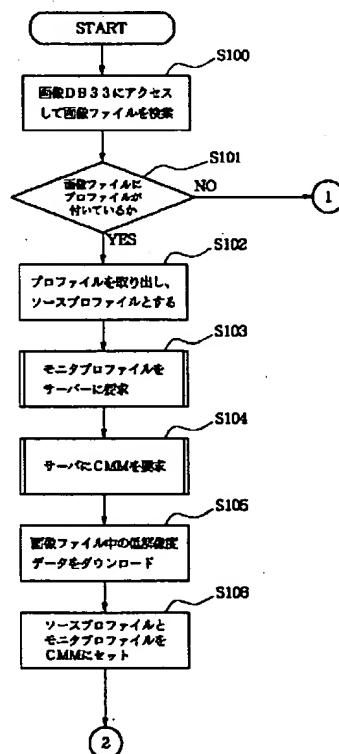 START
S100
画像DB33にアクセス
して画像ファイルを検索
S101
画像ファイルに
プロファイルが
付いているか
NO
1
YES
S102
プロファイルを取り出し、
ソースプロファイルとする
S103
モニタプロファイルを
サーバーに要求
S104
サーバにCMMを要求
S105
画像ファイル中の低解像度
データをダウンロード
S106
ソースプロファイルと
モニタプロファイルを
CMMにセット
2